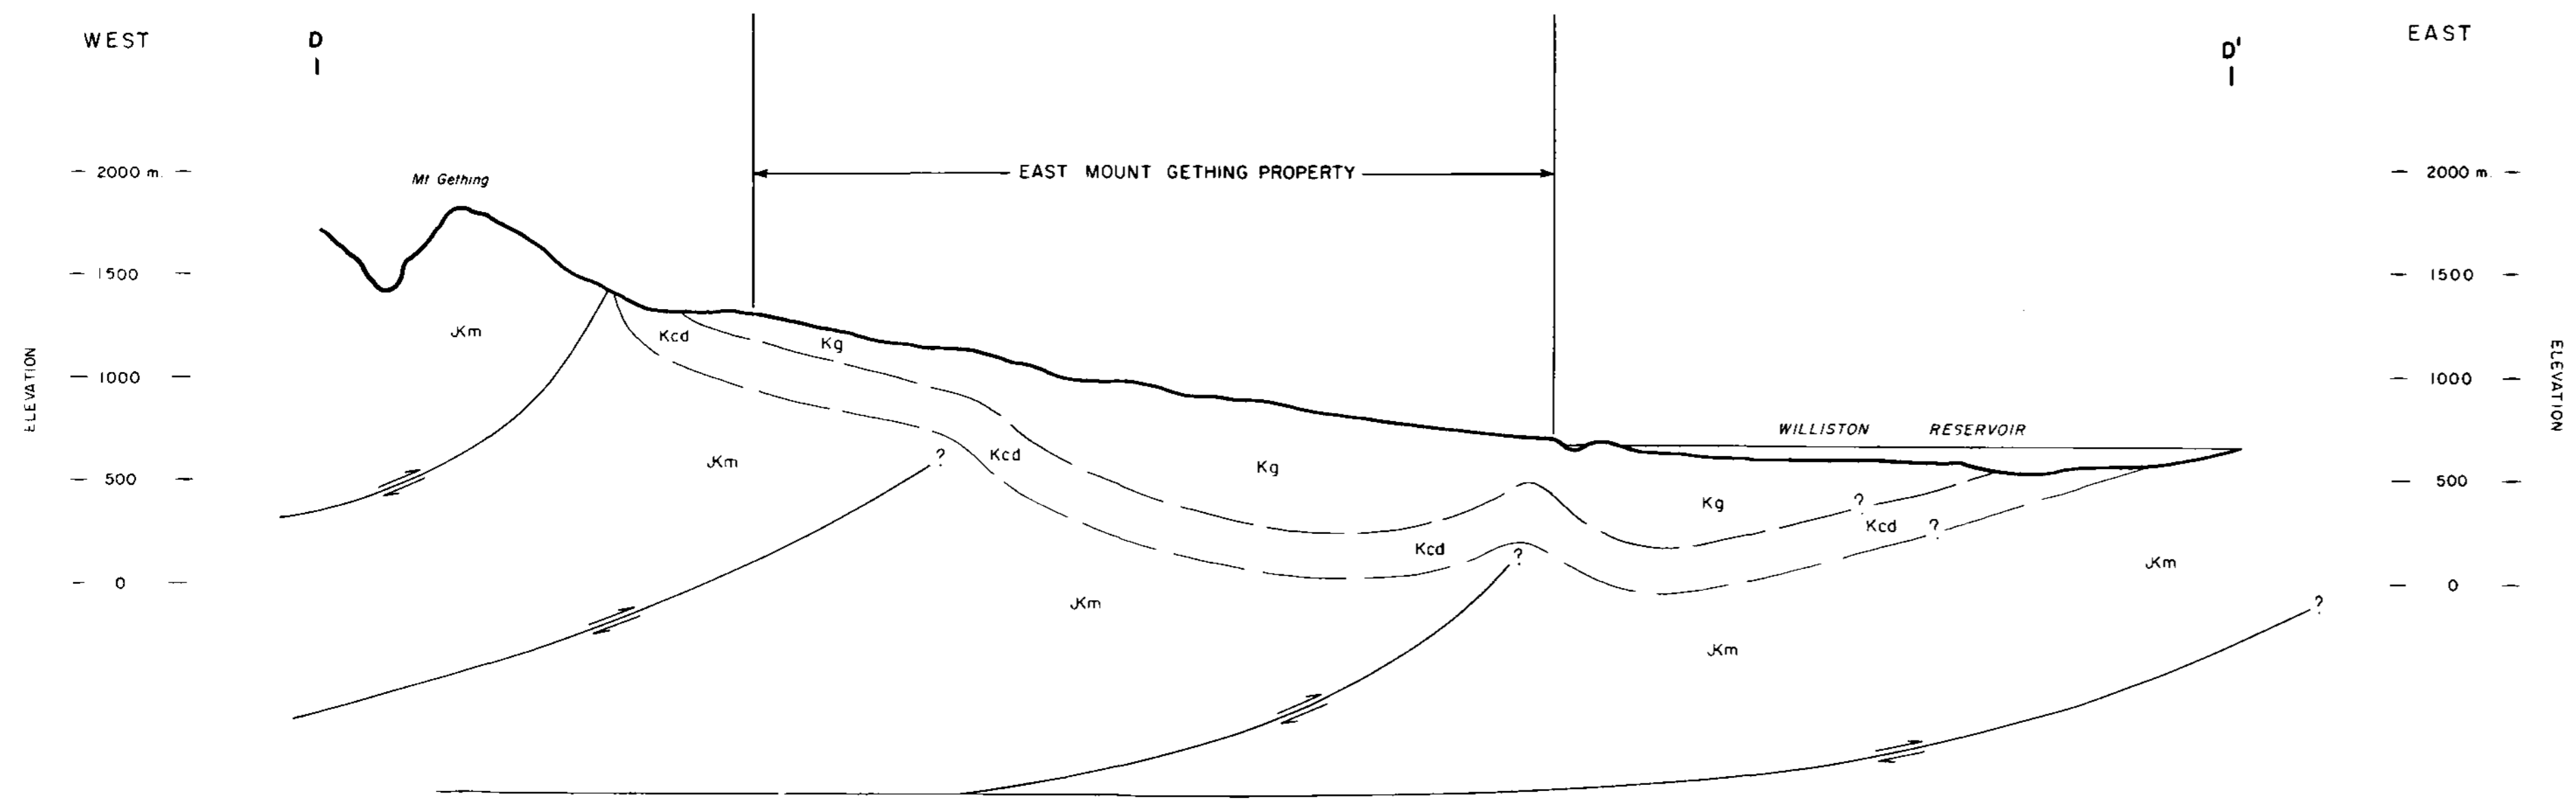 WEST
D
D'
EAST
2000 m.
Mt Gething
EAST MOUNT GETHING PROPERTY
2000 m.
1500
1500
JKm
Kcd
Kg
ELEVATION
ELEVATION
1000
1000
WILLISTON RESERVOIR
JKm
?
Kcd
Kg
500
500
Kg
?
Kcd
?
Kcd
?
JKm
0
0
JKm
?
JKm